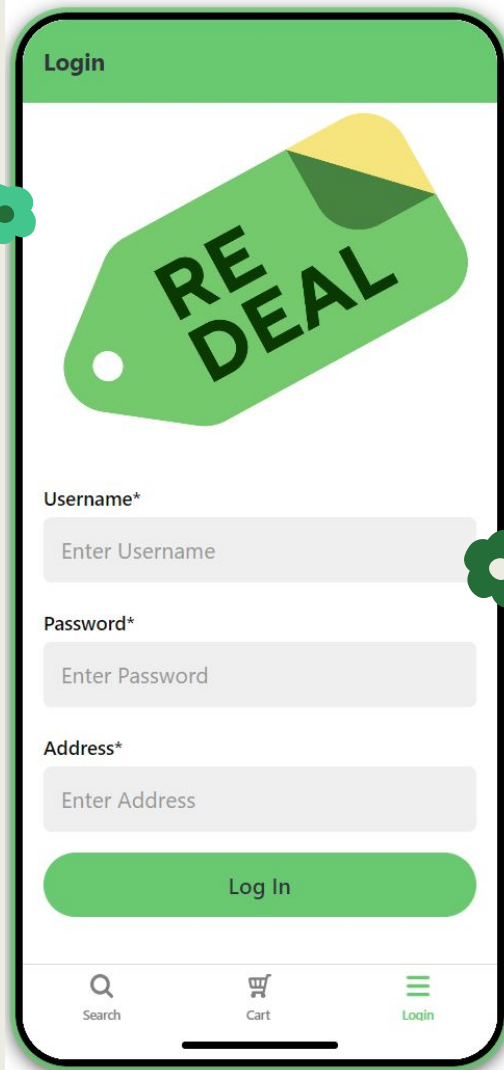 Login
RE
DEAL
Username*
Enter Username
Password*
Enter Password
Address*
Enter Address
Log In
Search Cart Login